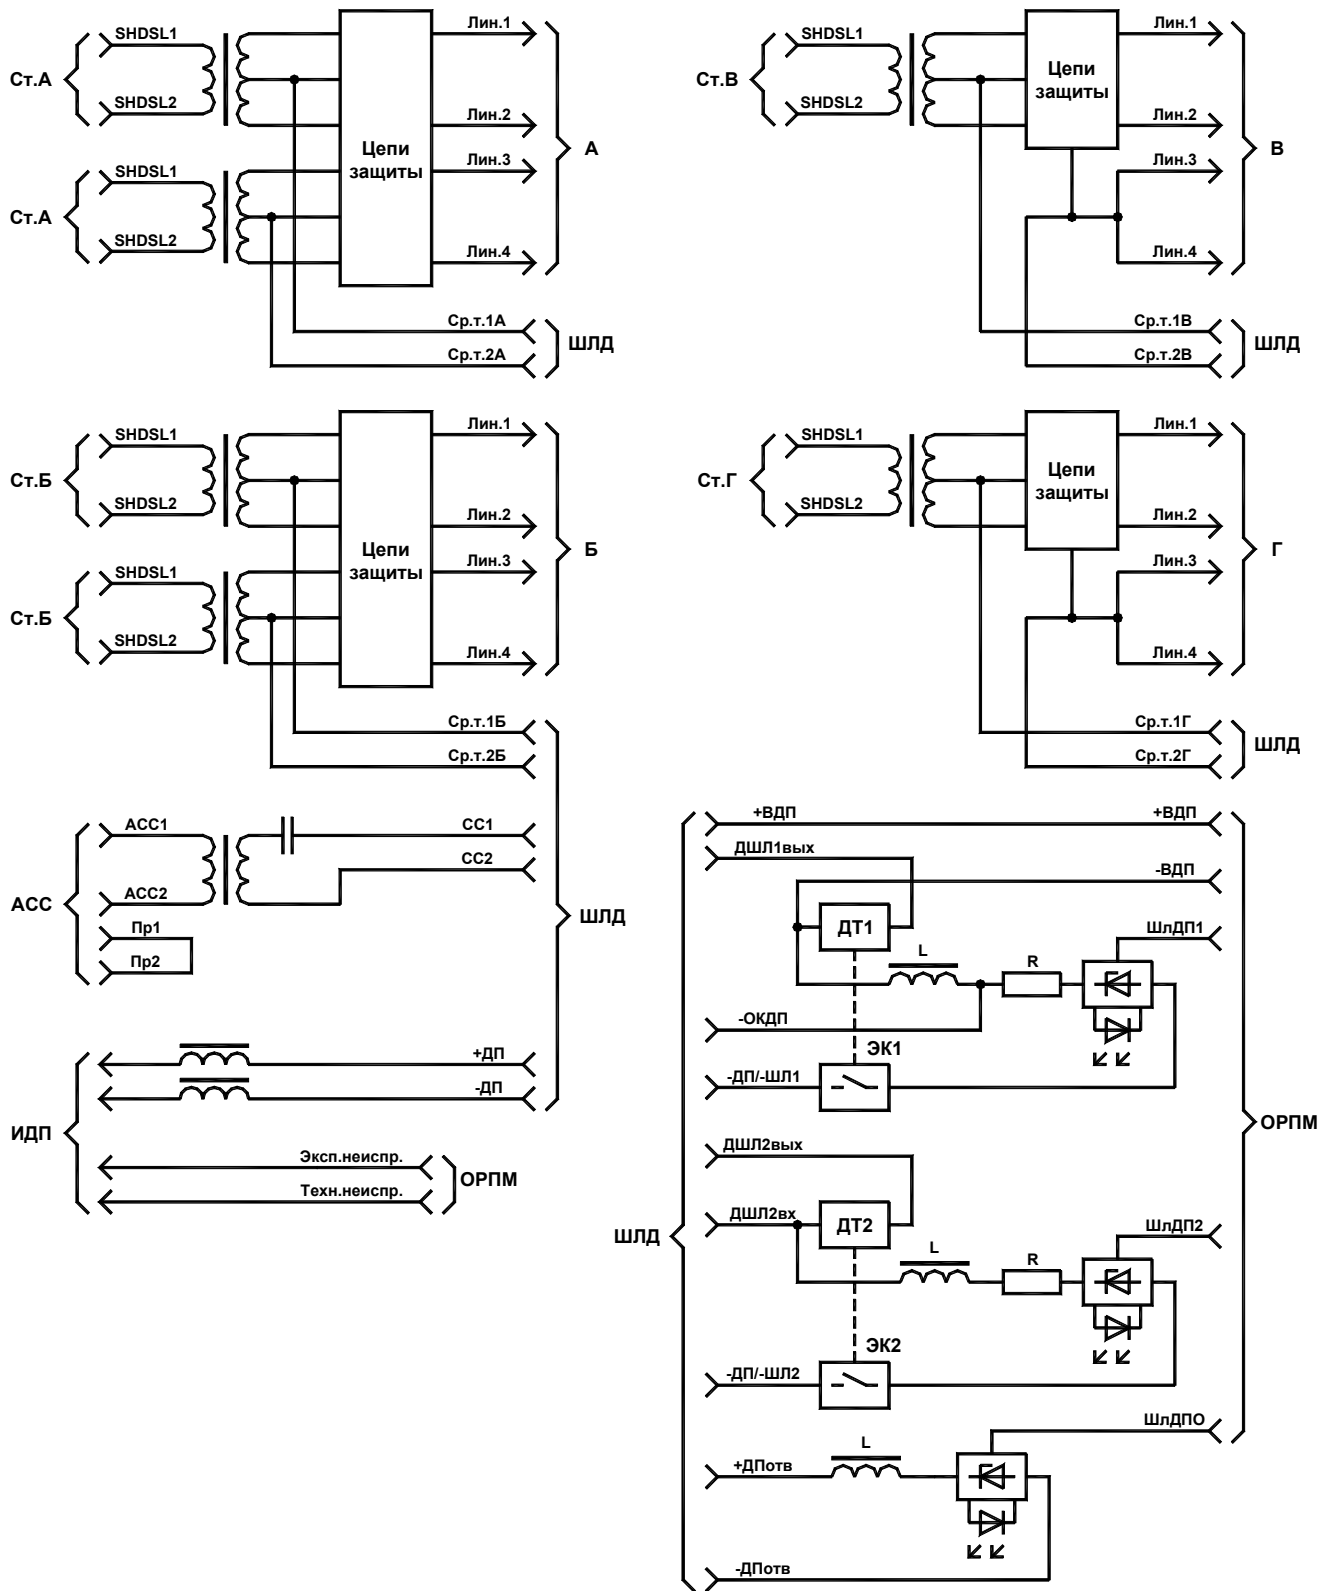 SHDSL1
Ст.А
SHDSL2
SHDSL1
Ст.А
SHDSL2
Цепи
защиты
Лин.1
Лин.2
Лин.3
Лин.4
А
Ср.т.1А
Ср.т.2А
ШЛД
SHDSL1
Ст.В
SHDSL2
Цепи
защиты
Лин.1
Лин.2
Лин.3
Лин.4
В
Ср.т.1В
Ср.т.2В
ШЛД
SHDSL1
Ст.Б
SHDSL2
SHDSL1
Ст.Б
SHDSL2
Цепи
защиты
Лин.1
Лин.2
Лин.3
Лин.4
Б
Ср.т.1Б
Ср.т.2Б
SHDSL1
Ст.Г
SHDSL2
Цепи
защиты
Лин.1
Лин.2
Лин.3
Лин.4
Г
Ср.т.1Г
Ср.т.2Г
ШЛД
АСС1
АСС2
АСС
Пр1
Пр2
СС1
СС2
ШЛД
+ДП
-ДП
ИДП
Эксп.неиспр.
Техн.неиспр.
ОРПМ
+ВДП
+ВДП
ДШЛ1вых
-ВДП
ДТ1
ШлДП1
L
R
-ОКДП
ЭК1
-ДП/-ШЛ1
ОРПМ
ДШЛ2вых
ДШЛ2вх
ДТ2
ШлДП2
ШЛД
L
R
ЭК2
-ДП/-ШЛ2
ШлДПО
L
+ДПотв
-ДПотв